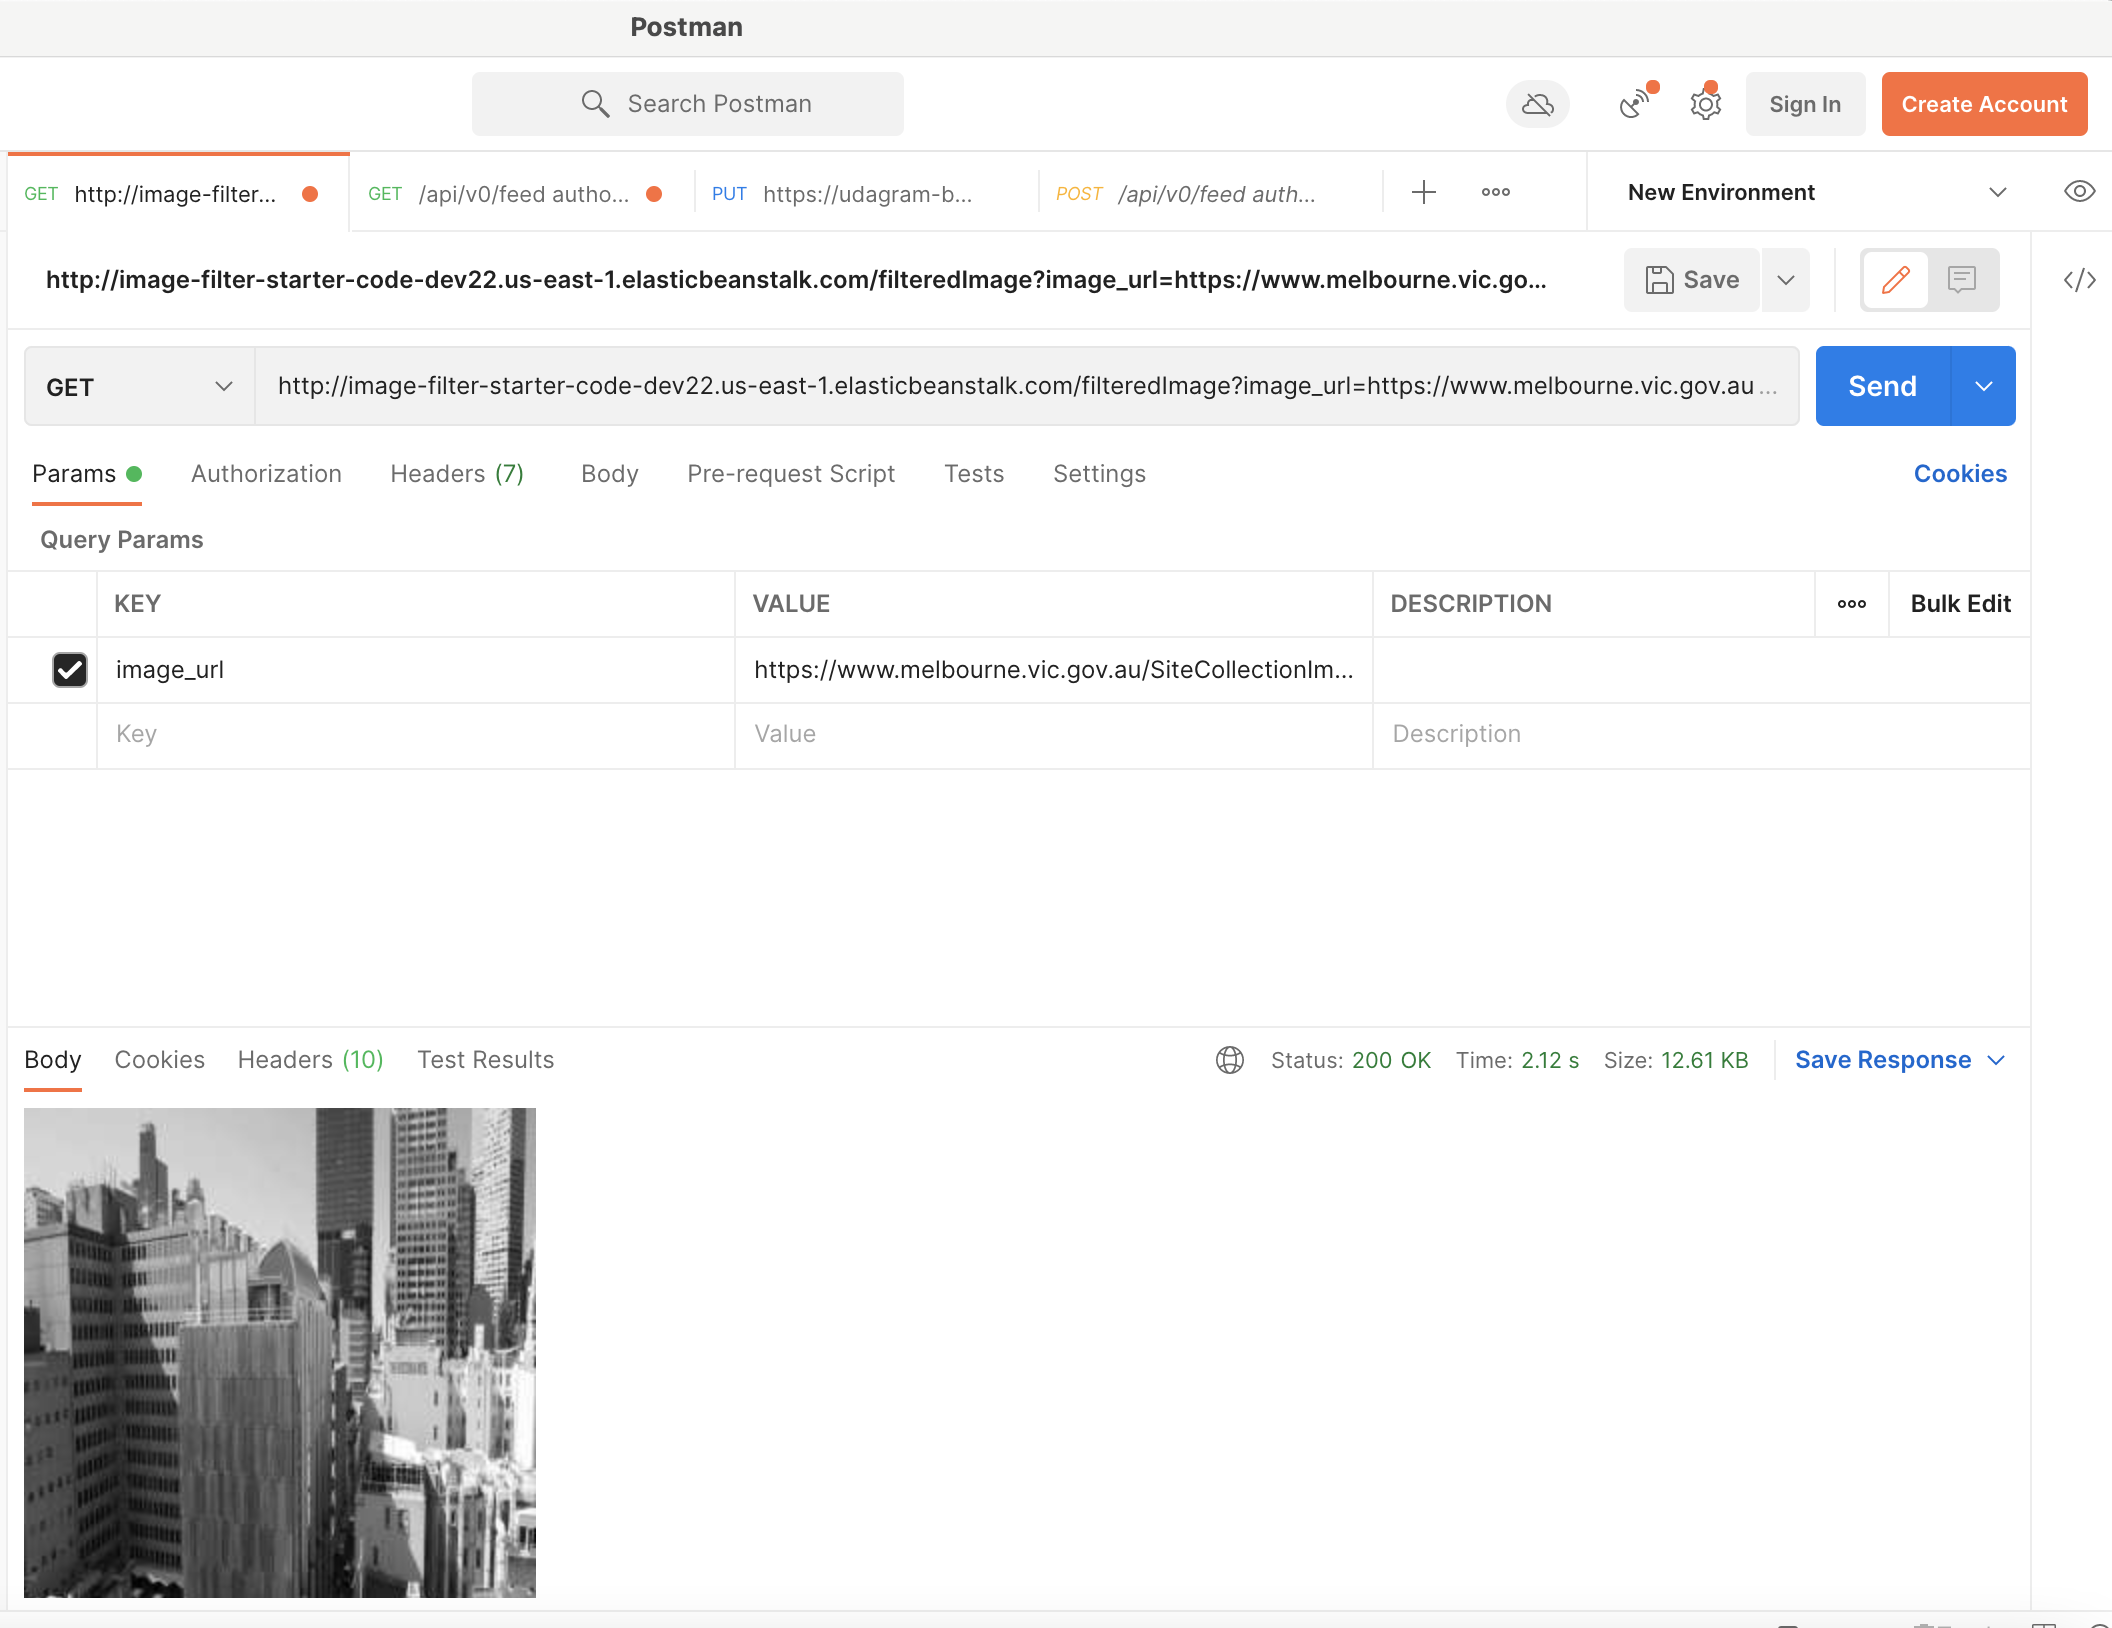 Postman
Search Postman
Sign In
Create Account
GET http://image-filter...
GET /api/v0/feed autho...
PUT https://udagram-b...
POST /api/v0/feed auth...
New Environment
http://image-filter-starter-code-dev22.us-east-1.elasticbeanstalk.com/filteredImage?image_url=https://www.melbourne.vic.go...
Save
GET
http://image-filter-starter-code-dev22.us-east-1.elasticbeanstalk.com/filteredImage?image_url=https://www.melbourne.vic.gov.au ...
Send
Params
Authorization
Headers (7)
Body
Pre-request Script
Tests
Settings
Cookies
Query Params
KEY
VALUE
DESCRIPTION
Bulk Edit
image_url
https://www.melbourne.vic.gov.au/SiteCollectionIm...
Key
Value
Description
Body
Cookies
Headers (10)
Test Results
Status: 200 OK
Time: 2.12 s
Size: 12.61 KB
Save Response